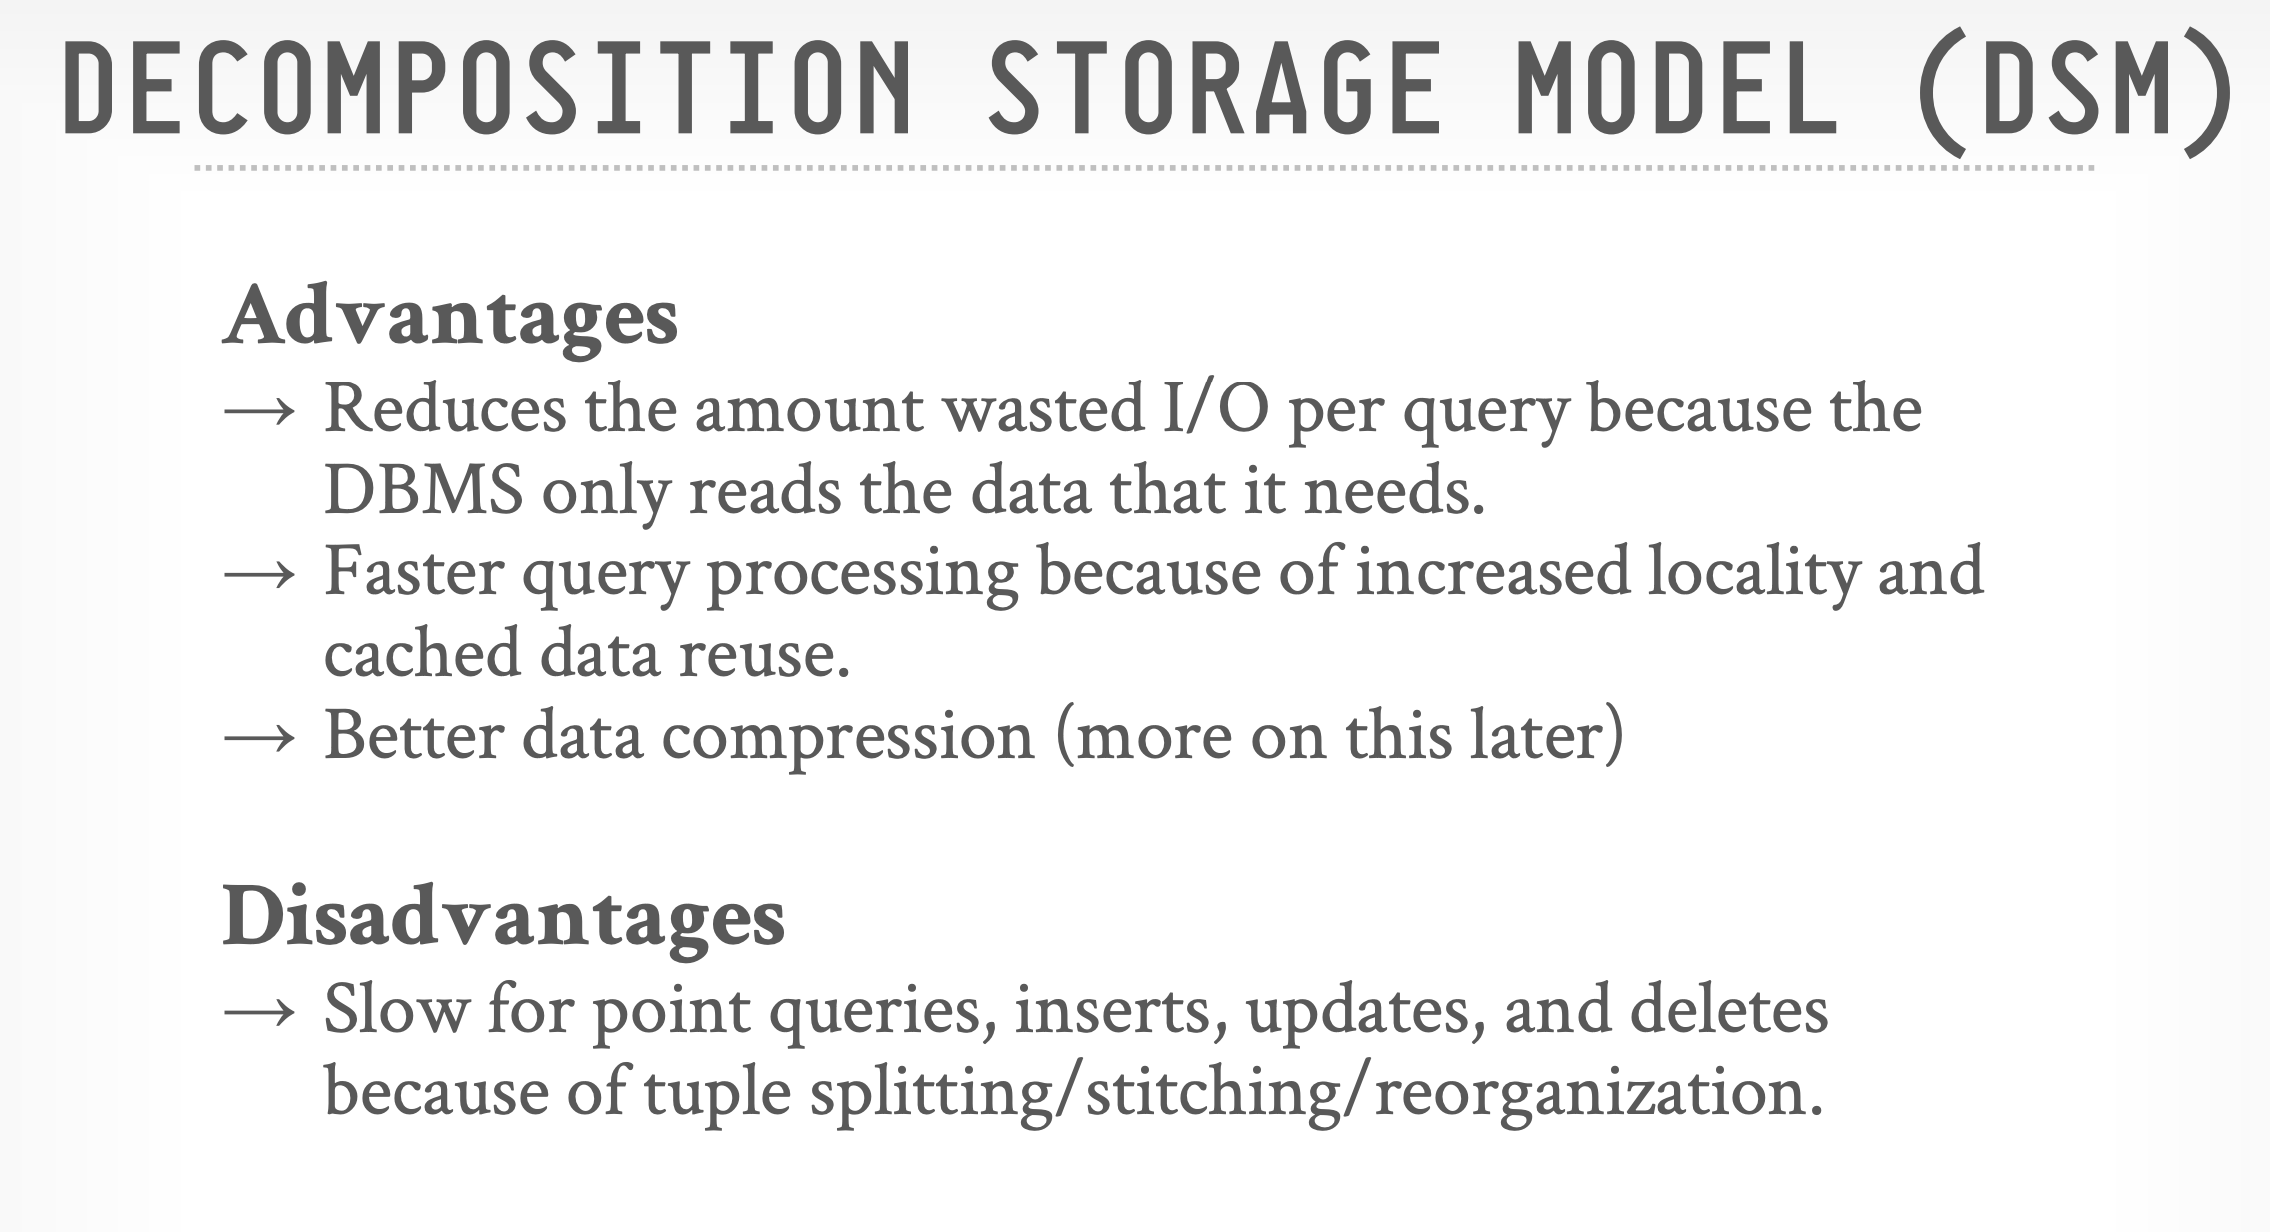 DECOMPOSITION STORAGE MODEL (DSM)
Advantages
→ Reduces the amount wasted I/O per query because the
DBMS only reads the data that it needs.
→ Faster query processing because of increased locality and
cached data reuse.
→ Better data compression (more on this later)
Disadvantages
→ Slow for point queries, inserts, updates, and deletes
because of tuple splitting/stitching/reorganization.